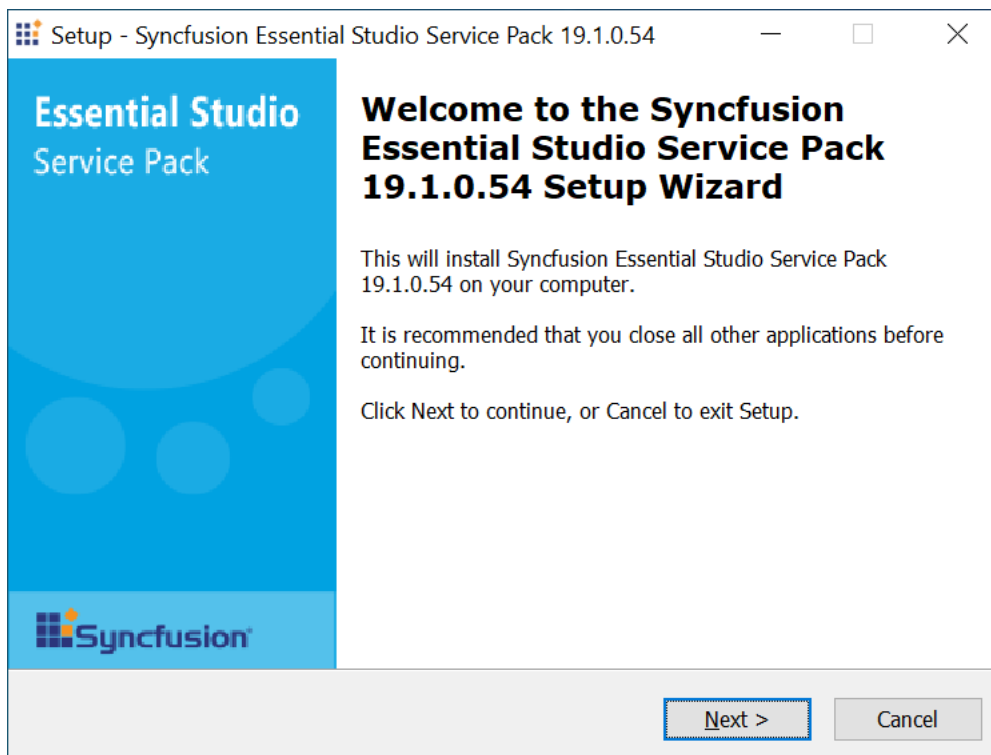 Setup - Syncfusion Essential Studio Service Pack 19.1.0.54
Essential Studio
Service Pack
Welcome to the Syncfusion
Essential Studio Service Pack
19.1.0.54 Setup Wizard
This will install Syncfusion Essential Studio Service Pack
19.1.0.54 on your computer.
It is recommended that you close all other applications before
continuing.
Click Next to continue, or Cancel to exit Setup.
Syncfusion
Next >
Cancel